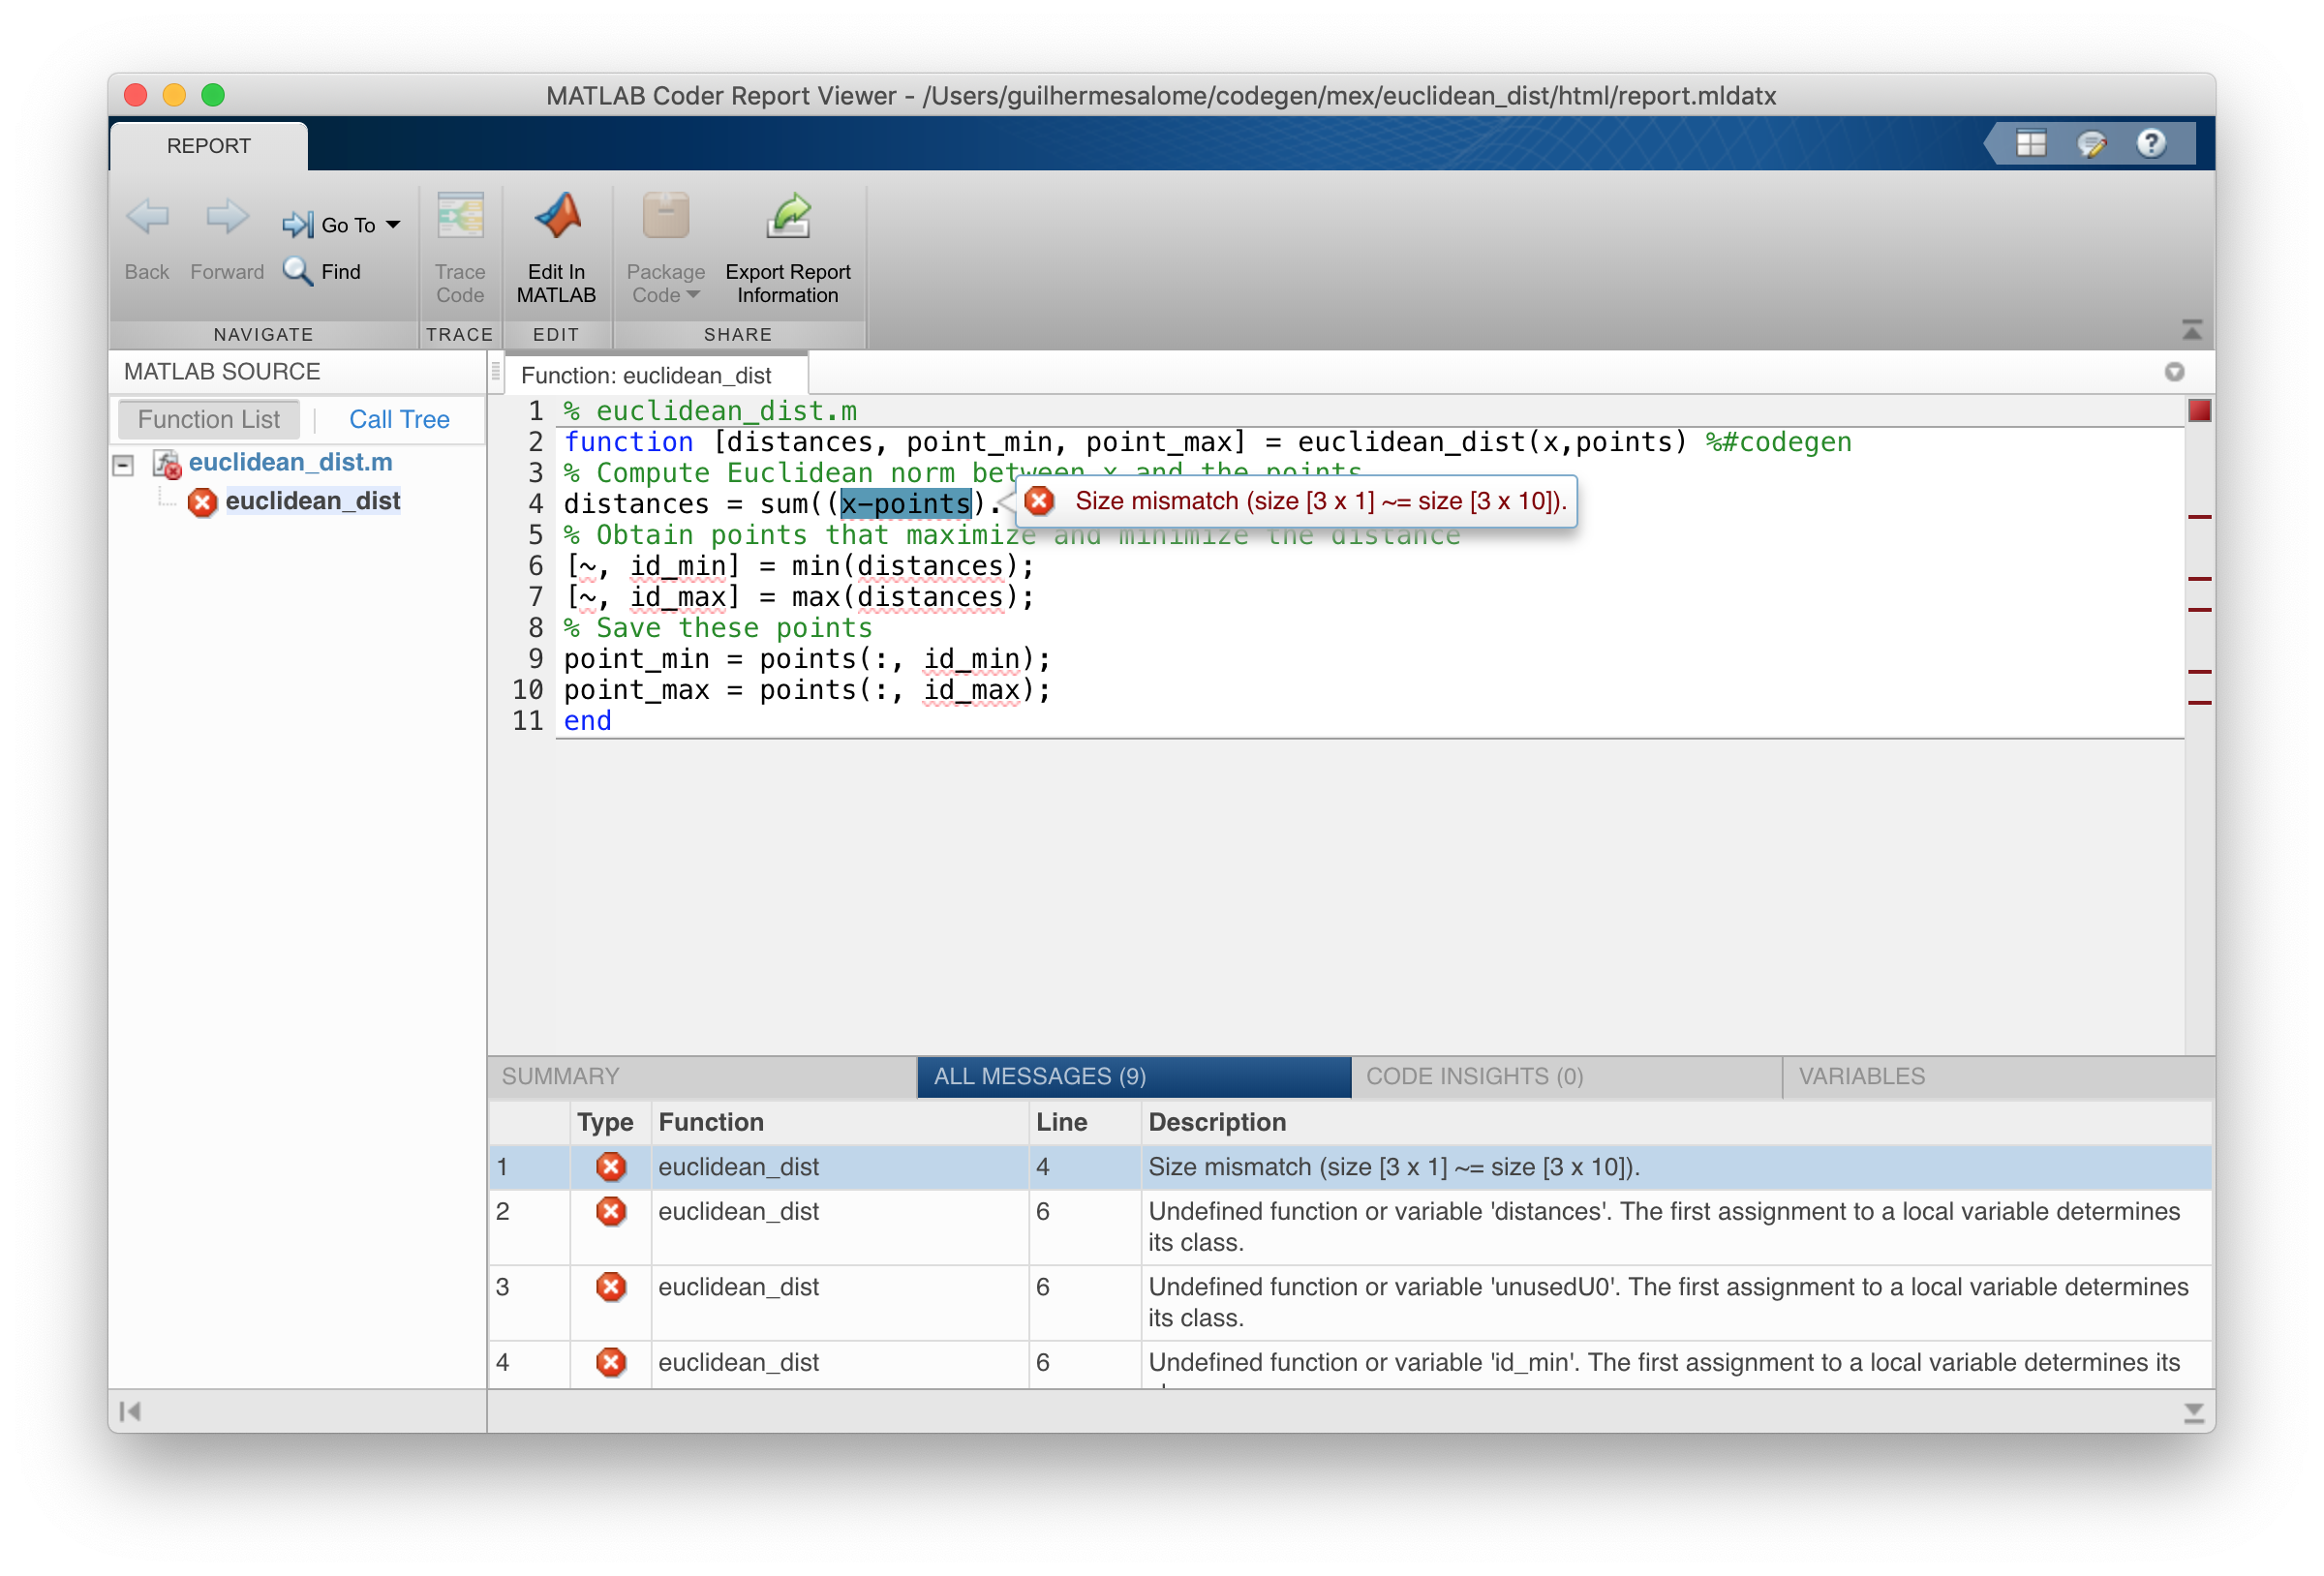 MATLAB Coder Report Viewer - /Users/guilhermesalome/codegen/mex/euclidean_dist/html/report.mldatx
REPORT
Back
Forward
Go To
Find
Trace
Code
Edit In
MATLAB
Package
Code
Export Report
Information
NAVIGATE
TRACE
EDIT
SHARE
MATLAB SOURCE
Function List
Call Tree
euclidean_dist.m
euclidean_dist
Function: euclidean_dist
1 % euclidean_dist.m
2 function [distances, point_min, point_max] = euclidean_dist(x,points) %#codegen
3 % Compute Euclidean norm between x and the points
4 distances = sum((x-points).
Size mismatch (size [3 x 1] ~= size [3 x 10]).
5 % Obtain points that maximize and minimize the distance
6 [~, id_min] = min(distances);
7 [~, id_max] = max(distances);
8 % Save these points
9 point_min = points(:, id_min);
10 point_max = points(:, id_max);
11 end
SUMMARY
ALL MESSAGES (9)
CODE INSIGHTS (0)
VARIABLES
Type Function Line Description
1 euclidean_dist 4 Size mismatch (size [3 x 1] ~= size [3 x 10]).
2 euclidean_dist 6 Undefined function or variable 'distances'. The first assignment to a local variable determines
its class.
3 euclidean_dist 6 Undefined function or variable 'unusedU0'. The first assignment to a local variable determines
its class.
4 euclidean_dist 6 Undefined function or variable 'id_min'. The first assignment to a local variable determines its